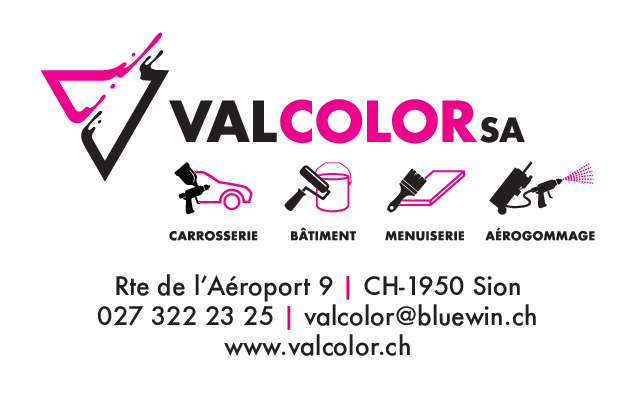 VALCOLOR SA
CARROSSERIE BÂTIMENT MENUISERIE AÉROGOMMAGE
Rte de l'Aéroport 9 | CH-1950 Sion
027 322 23 25 | valcolor@bluewin.ch
www.valcolor.ch